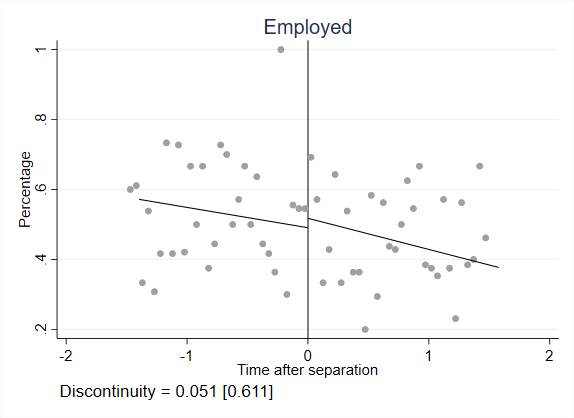 Employed
1
.8
.6
.4
.2
Percentage
-2 -1 0 1 2
Time after separation
Discontinuity = 0.051 [0.611]